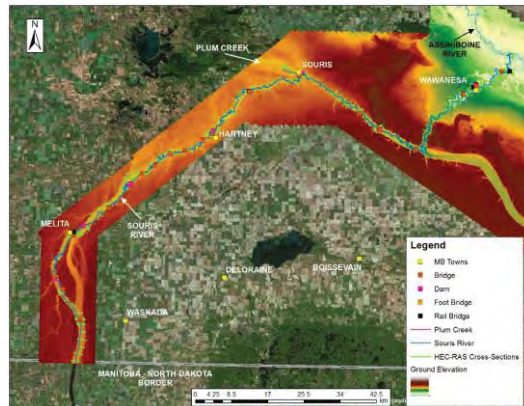 N
PLUM CREEK
SOURIS
ASSINIBOINE
RIVER
WAWANESA
HARTNEY
MELITA
SOURIS
RIVER
DELORAINE
BOISSEVAIN
WASKADA
MANITOBA - NORTH DAKOTA
BORDER
Legend
MB Towns
Bridge
Dam
Foot Bridge
Rail Bridge
Plum Creek
Souris River
HEC-RAS Cross-Sections
Ground Elevation
0 4.25 8.5 17 25.5 34 42.5
km